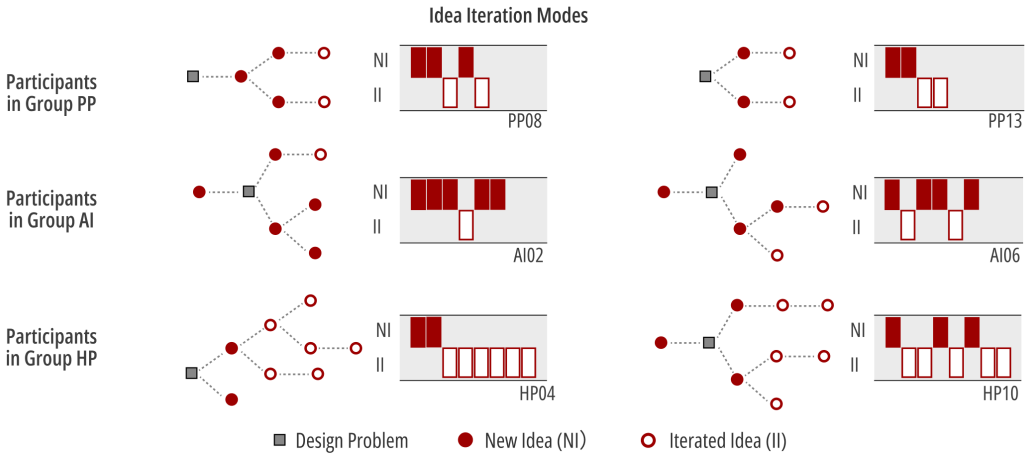 Idea Iteration Modes
Participants
in Group PP
NI
II
PP08
NI
II
PP13
Participants
in Group AI
NI
II
AI02
NI
II
AI06
Participants
in Group HP
NI
II
HP04
NI
II
HP10
Design Problem
New Idea (NI)
Iterated Idea (II)